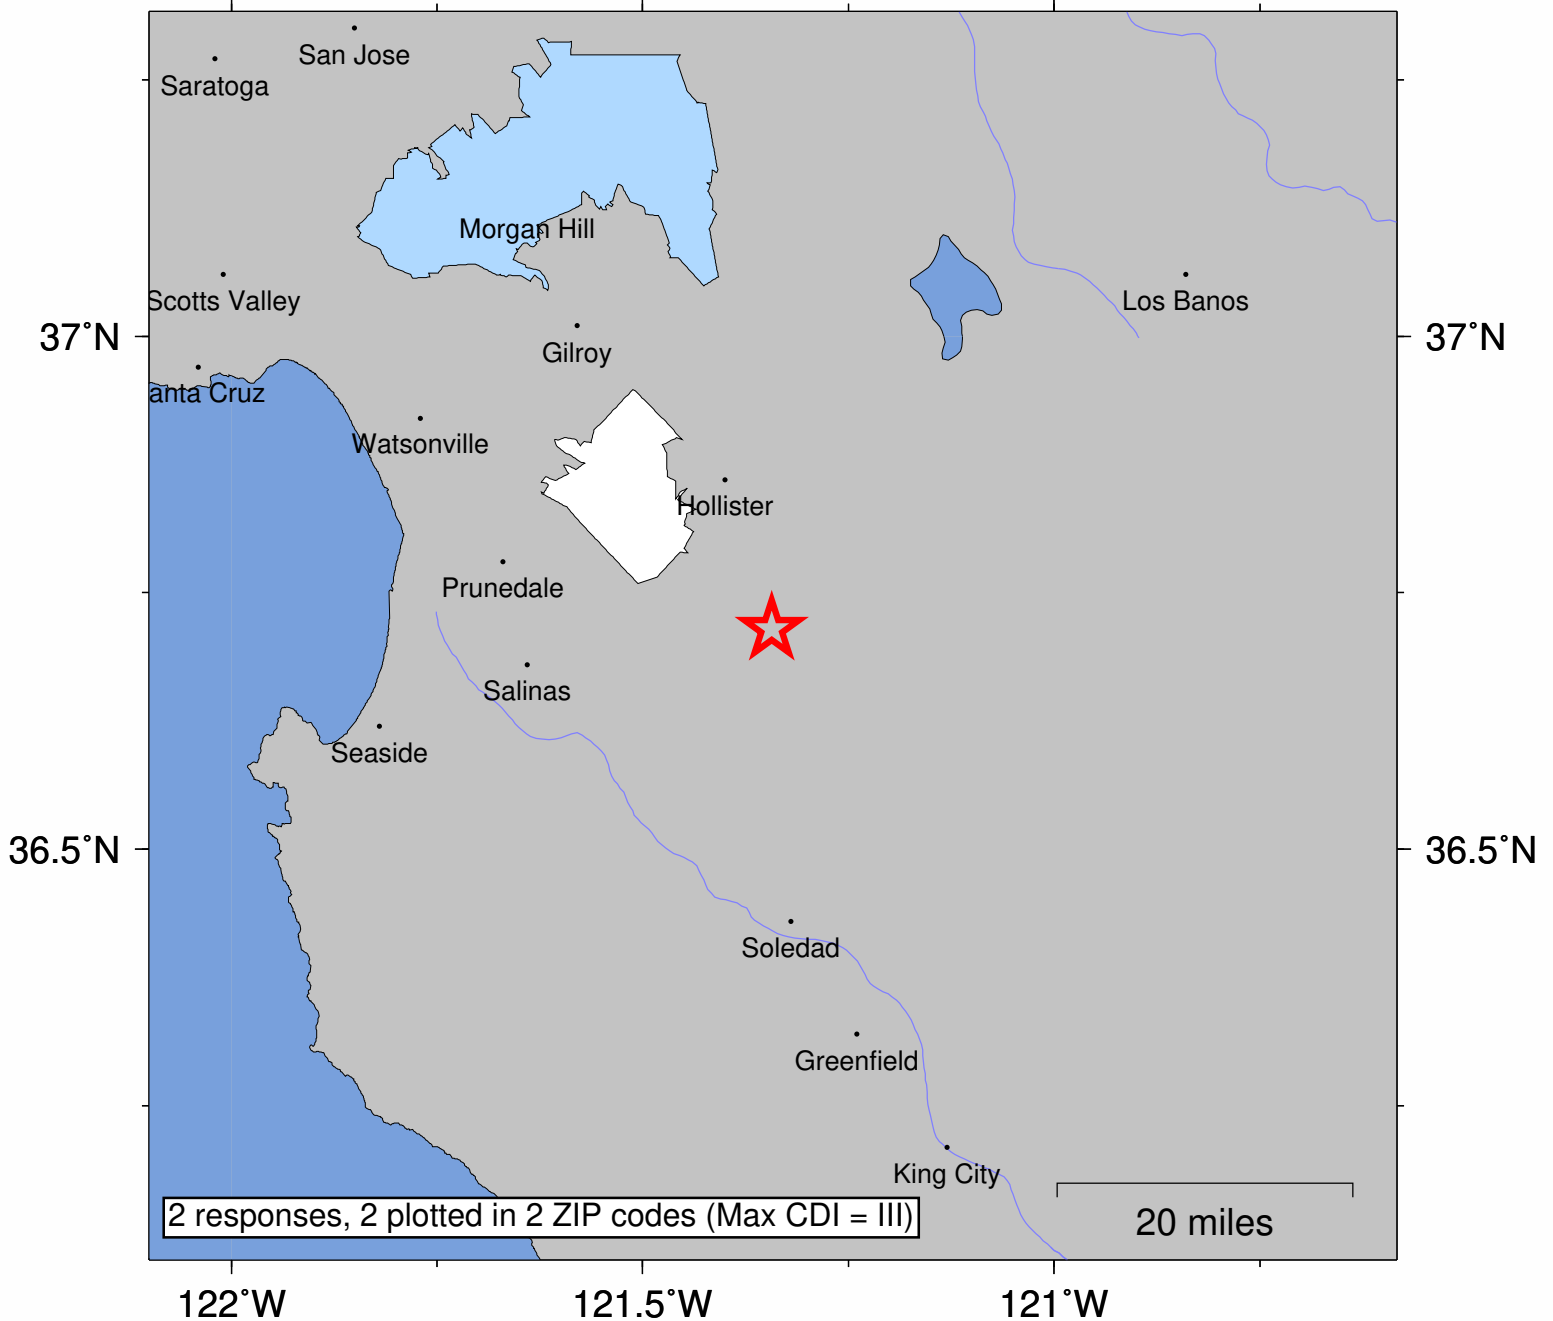 San Jose
Saratoga
Morgan Hill
Scotts Valley
Los Banos
37°N
37°N
Gilroy
anta Cruz
Watsonville
Hollister
Prunedale
Salinas
Seaside
36.5°N
36.5°N
Soledad
Greenfield
King City
2 responses, 2 plotted in 2 ZIP codes (Max CDI = III)
20 miles
122°W
121.5°W
121°W